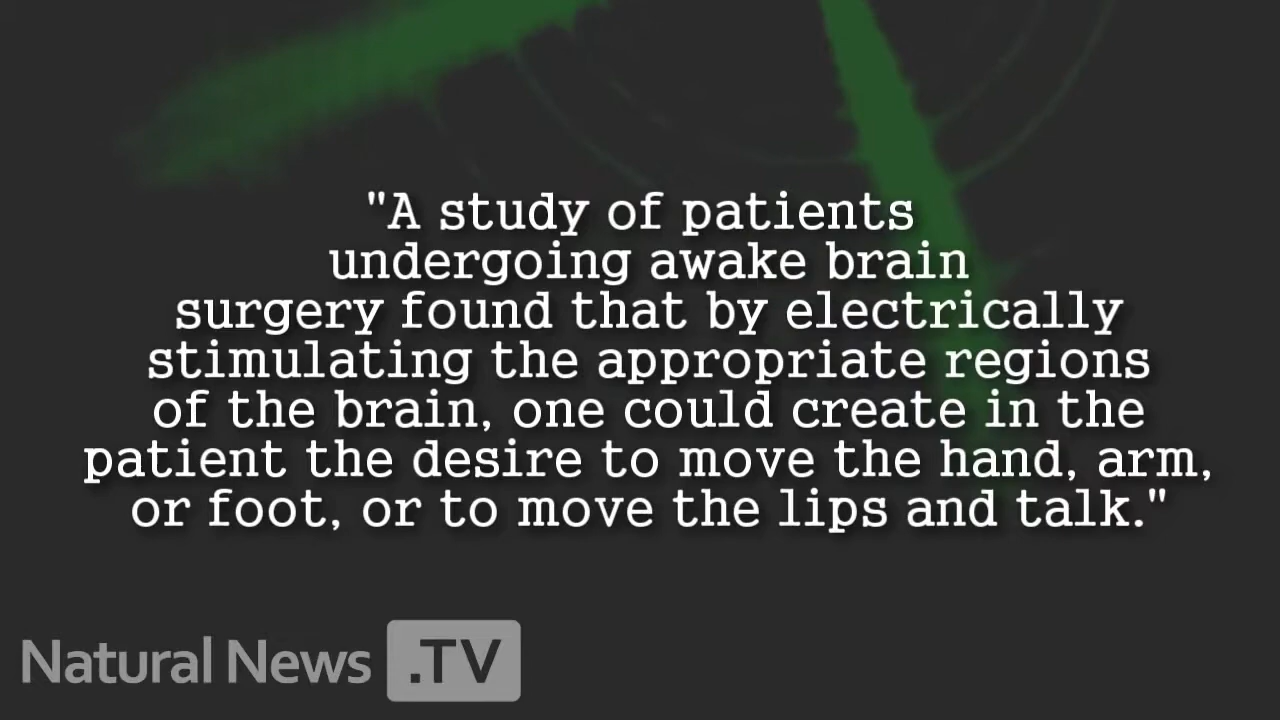 "A study of patients
undergoing awake brain
surgery found that by electrically
stimulating the appropriate regions
of the brain, one could create in the
patient the desire to move the hand, arm,
or foot, or to move the lips and talk."
Natural News .TV